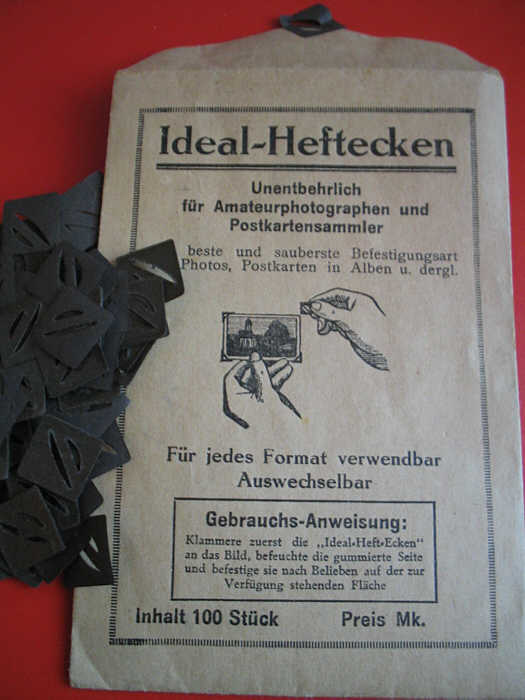 Ideal-Heftecken
Unentbehrlich
für Amateurphotographen und
Postkartensammler
beste und sauberste Befestigungsart
Photos, Postkarten in Alben u. dergl.
Für jedes Format verwendbar
Auswechselbar
Gebrauchs-Anweisung:
Klammere zuerst die „Ideal-Heft-Ecken"
an das Bild, befeuchte die gummierte Seite
und befestige sie nach Belieben auf der zur
Verfügung stehenden Fläche
Inhalt 100 Stück Preis Mk.